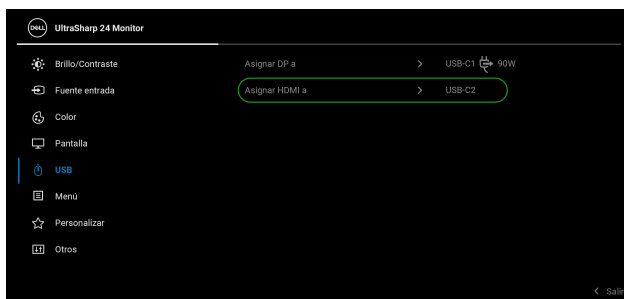 DELL UltraSharp 24 Monitor
Brillo/Contraste Asignar DP a > USB-C1 90W
Fuente entrada Asignar HDMI a > USB-C2
Color
Pantalla
USB
Menú
Personalizar
Otros
< Salir